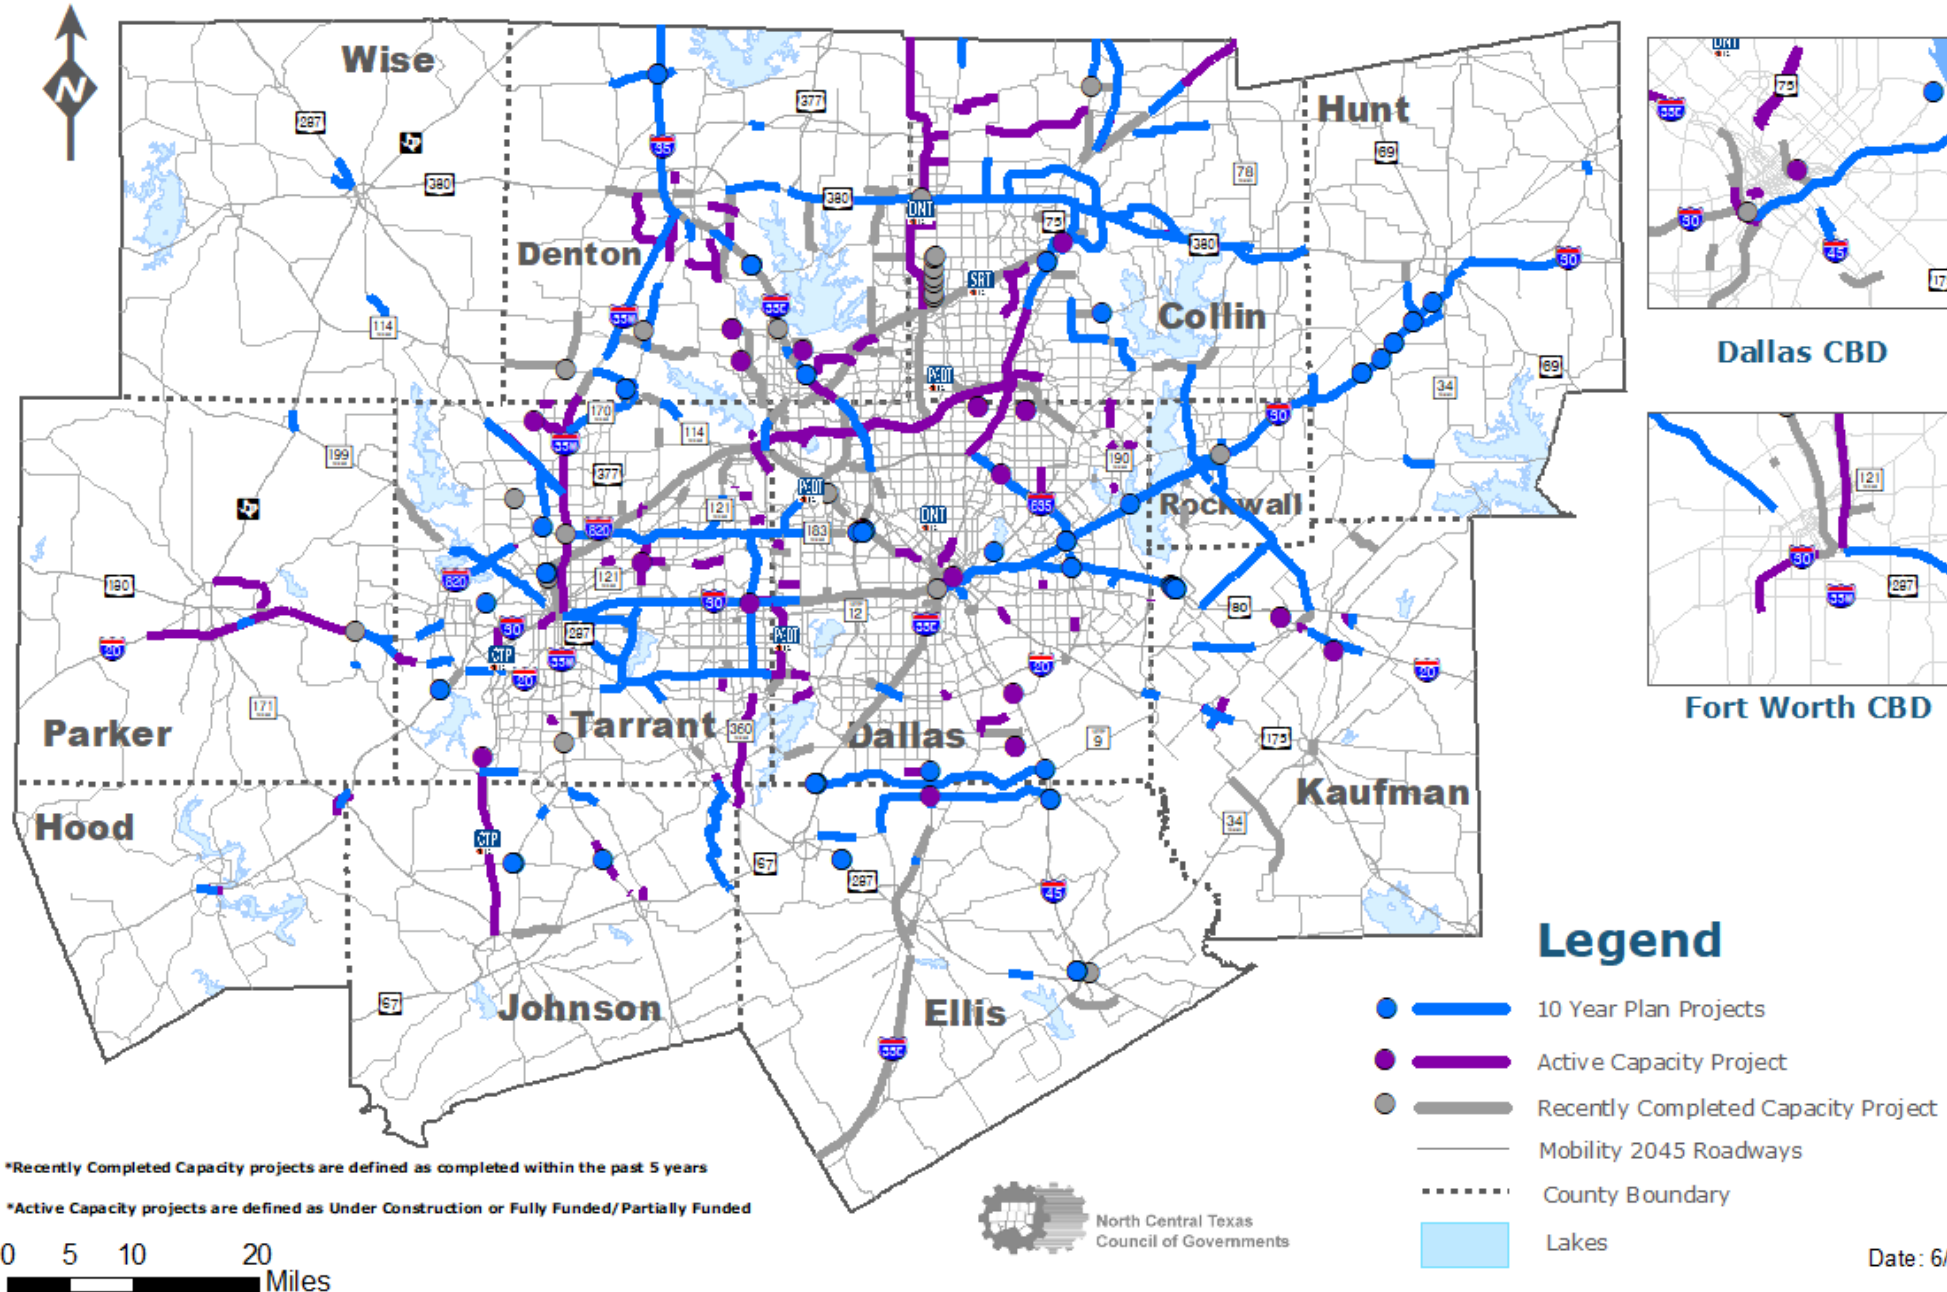 N
Wise
287
380
35
377
Hunt
69
78
DNT
75
35E
30
45
17
Dallas CBD
380
DNT
75
380
30
Denton
SRT
35E
35W
Collin
114
PGBT
69
34
170
30
114
35W
199
377
190
121
PGBT
635
Rockwall
DNT
820
183
121
30
35W
287
Fort Worth CBD
180
820
121
30
12
80
30
287
35E
20
CTP
35W
PGBT
20
20
20
171
Parker
Tarrant
360
Dallas
9
175
Kaufman
Hood
34
CTP
67
287
45
67
Johnson
Ellis
35E
Legend
10 Year Plan Projects
Active Capacity Project
Recently Completed Capacity Project
Mobility 2045 Roadways
County Boundary
Lakes
*Recently Completed Capacity projects are defined as completed within the past 5 years
*Active Capacity projects are defined as Under Construction or Fully Funded/Partially Funded
North Central Texas
Council of Governments
0 5 10 20
Miles
Date: 6/